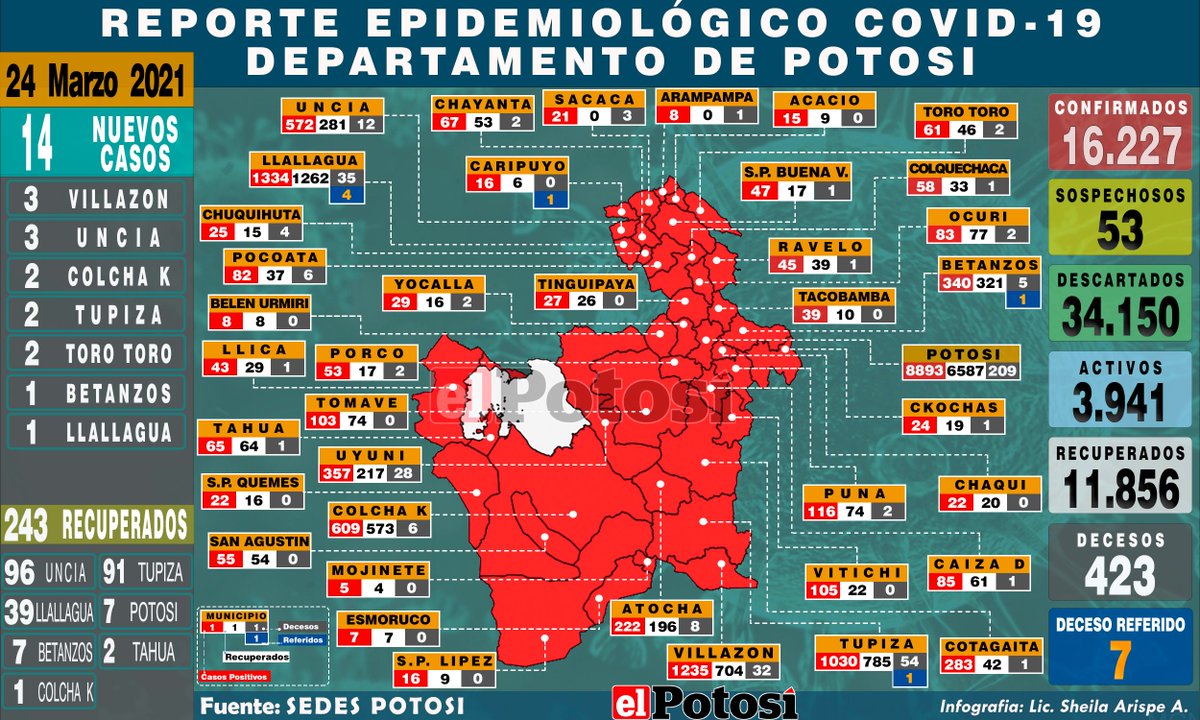 REPORTE EPIDEMIOLÓGICO COVID-19
DEPARTAMENTO DE POTOSI
24 Marzo 2021
14 NUEVOS CASOS
3 VILLAZON
3 UNCIA
2 COLCHA K
2 TUPIZA
2 TORO TORO
1 BETANZOS
1 LLALLAGUA
243 RECUPERADOS
96 UNCIA 91 TUPIZA
39 LLALLAGUA 7 POTOSI
7 BETANZOS 2 TAHUA
1 COLCHA K
UNCIA
572 281 12
CHAYANTA
67 53 2
SACACA
21 0 3
ARAMPAMPA
8 0 1
ACACIO
15 9 0
TORO TORO
61 46 2
LLALLAGUA
1334 1262 35
4
CARIPUYO
16 6 0
1
S.P. BUENA V.
47 17 1
COLQUECHACA
58 33 1
CHUQUIHUTA
25 15 4
OCURI
83 77 2
POCOATA
82 37 6
RAVELO
45 39 1
BETANZOS
340 321 5
1
YOCALLA
29 16 2
TINGUIPAYA
27 26 0
TACOBAMBA
39 10 0
BELEN URMIRI
8 8 0
LLICA
43 29 1
PORCO
53 17 2
POTOSI
8893 6587 209
el Potosí
TOMAVE
103 74 0
CKOCHAS
24 19 1
TAHUA
65 64 1
UYUNI
357 217 28
S.P. QUEMES
22 16 0
PUNA
116 74 2
CHAQUI
22 20 0
COLCHA K
609 573 6
SAN AGUSTIN
55 54 0
MOJINETE
5 4 0
VITICHI
105 22 0
CAIZA D
85 61 1
ESMORUCO
7 7 0
ATOCHA
222 196 8
S.P. LIPEZ
16 9 0
VILLAZON
1235 704 32
TUPIZA
1030 785 54
1
COTAGAITA
283 42 1
MUNICIPIO
1 1 1
1
Decesos
Referidos
Recuperados
Casos Positivos
CONFIRMADOS
16.227
SOSPECHOSOS
53
DESCARTADOS
34.150
ACTIVOS
3.941
RECUPERADOS
11.856
DECESOS
423
DECESO REFERIDO
7
Fuente: SEDES POTOSI
el Potosí
Infografia: Lic. Sheila Arispe A.